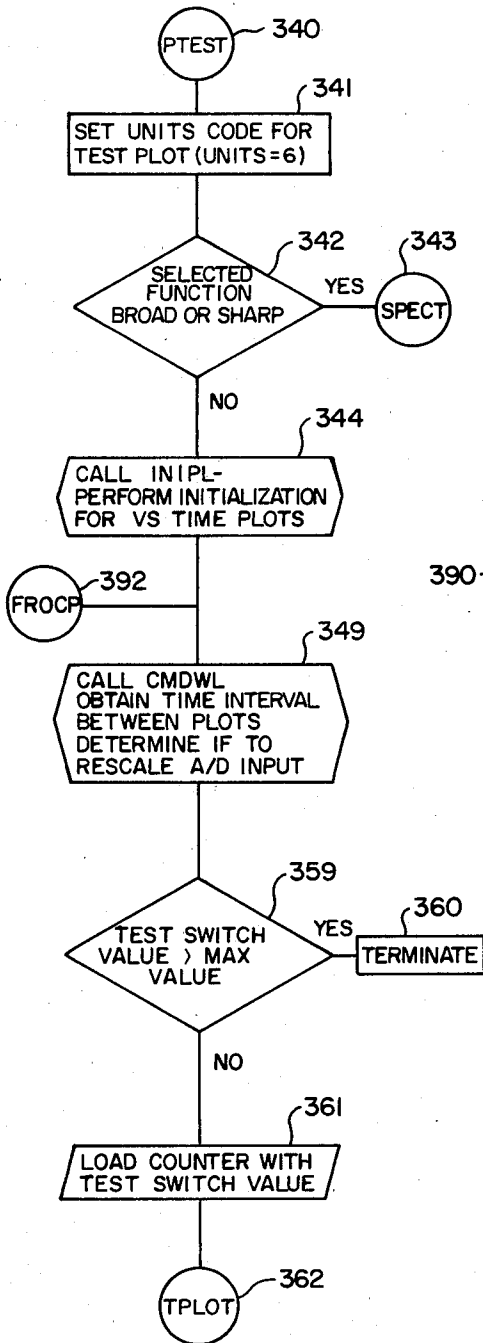 PTEST
340
341
SET UNITS CODE FOR
TEST PLOT (UNITS=6)
342
343
SELECTED
FUNCTION
BROAD OR SHARP
YES
SPECT
NO
344
CALL INIPL-
PERFORM INITIALIZATION
FOR VS TIME PLOTS
FROCP
392
390
349
CALL CMDWL
OBTAIN TIME INTERVAL
BETWEEN PLOTS
DETERMINE IF TO
RESCALE A/D INPUT
359
360
TEST SWITCH
VALUE > MAX
VALUE
YES
TERMINATE
NO
361
LOAD COUNTER WITH
TEST SWITCH VALUE
TPLOT
362